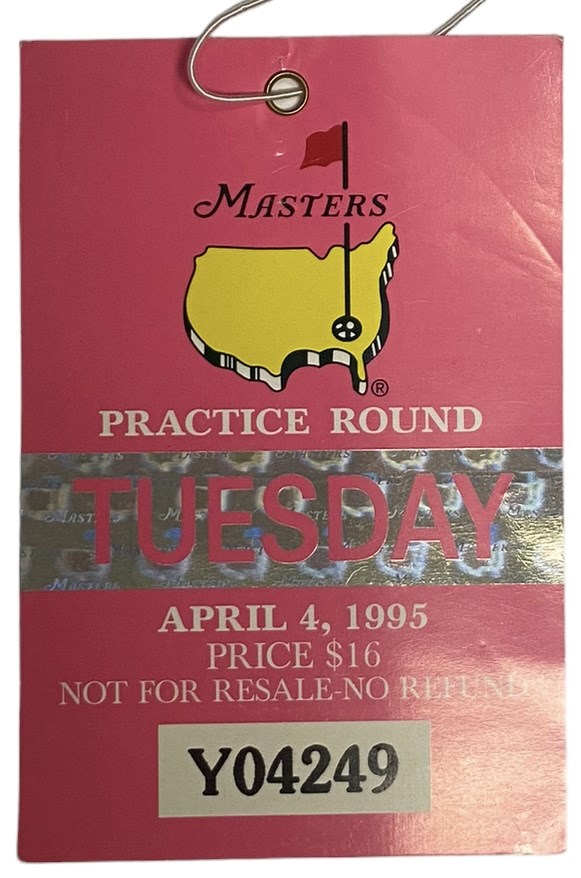 MASTERS
®
PRACTICE ROUND
TUESDAY
APRIL 4, 1995
PRICE $16
NOT FOR RESALE-NO REFUND
Y04249